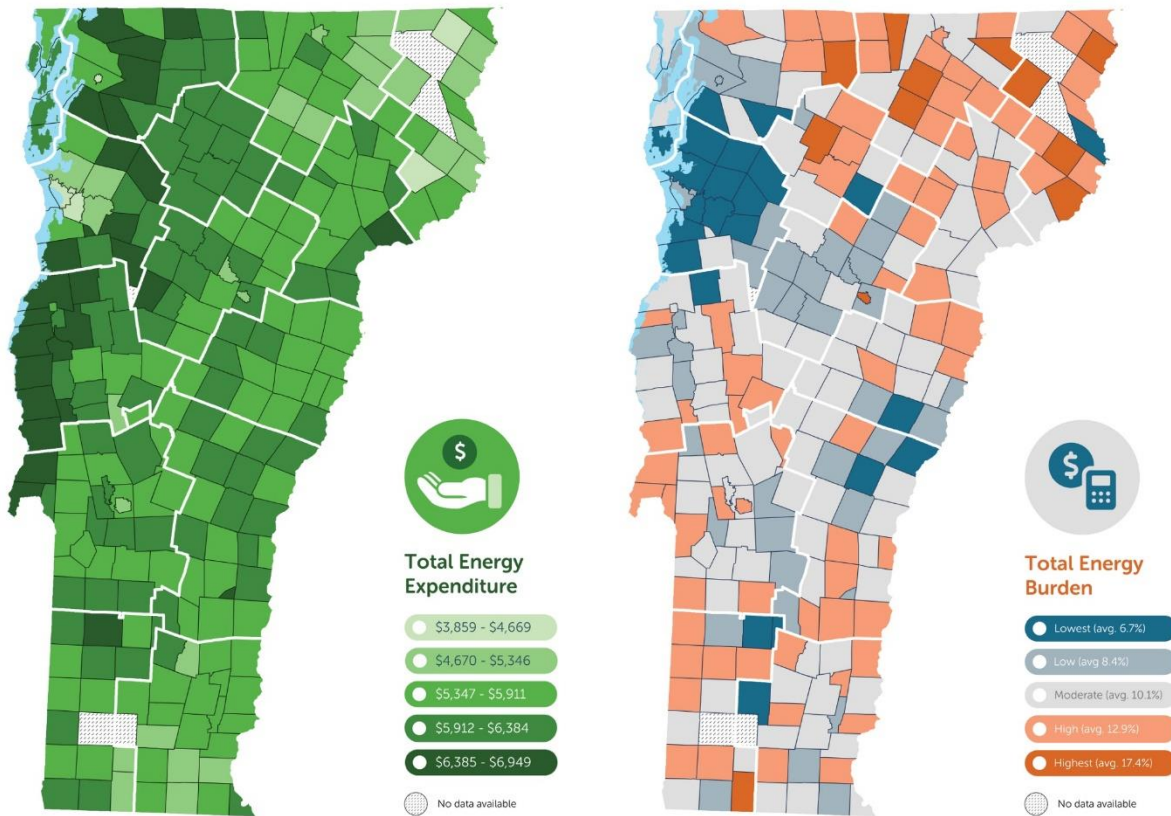 $
Total Energy
Expenditure
$3,859 - $4,669
$4,670 - $5,346
$5,347 - $5,911
$5,912 - $6,384
$6,385 - $6,949
No data available
$
Total Energy
Burden
Lowest (avg. 6.7%)
Low (avg 8.4%)
Moderate (avg. 10.1%)
High (avg. 12.9%)
Highest (avg. 17.4%)
No data available